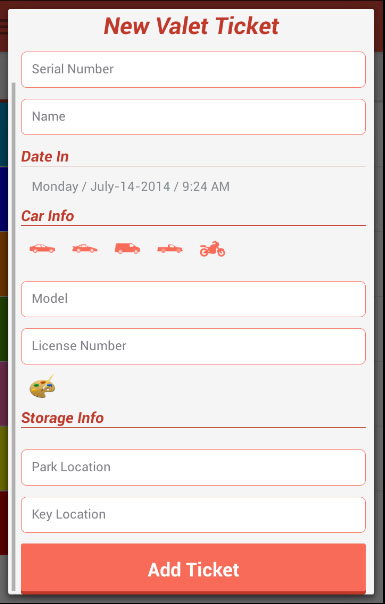 New Valet Ticket
Serial Number
Name
Date In
Monday / July-14-2014 / 9:24 AM
Car Info
Model
License Number
Storage Info
Park Location
Key Location
Add Ticket